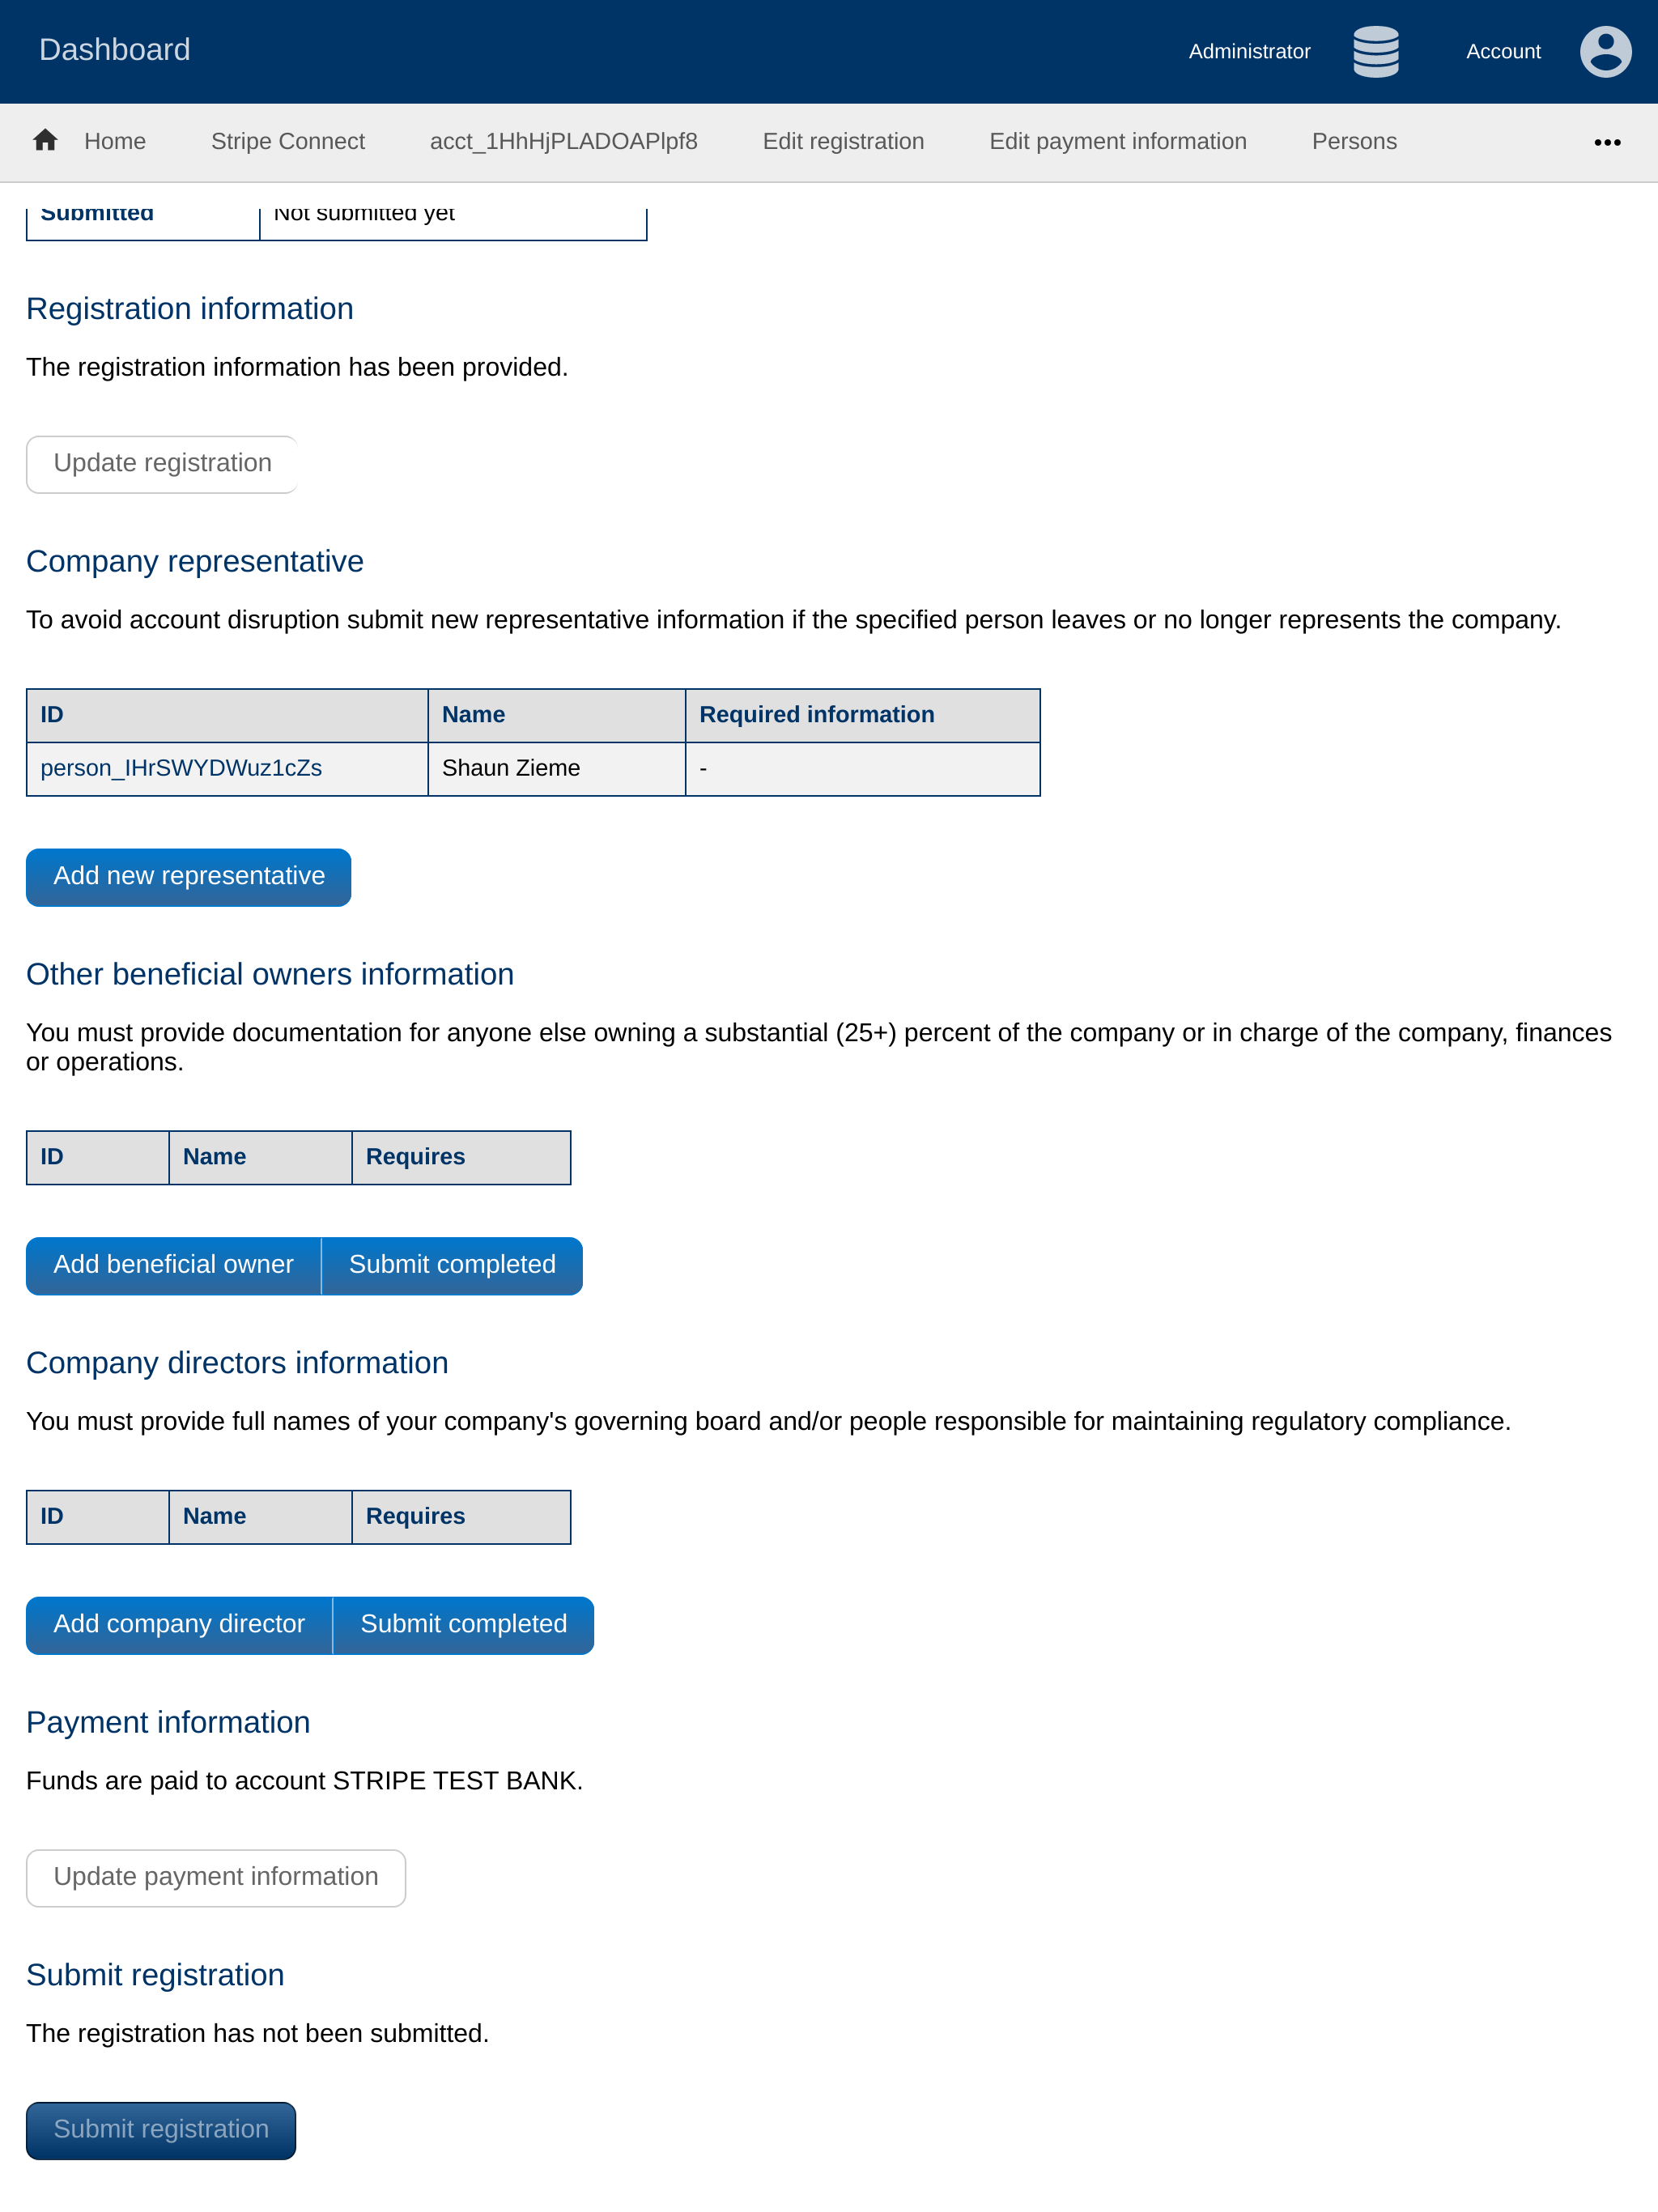 Dashboard
Administrator
Account
Home
Stripe Connect
acct_1HhHjPLADOAPlpf8
Edit registration
Edit payment information
Persons
Submitted
Not submitted yet
Registration information
The registration information has been provided.
Update registration
Company representative
To avoid account disruption submit new representative information if the specified person leaves or no longer represents the company.
ID Name Required information
person_IHrSWYDWuz1cZs Shaun Zieme -
Add new representative
Other beneficial owners information
You must provide documentation for anyone else owning a substantial (25+) percent of the company or in charge of the company, finances
or operations.
ID Name Requires
Add beneficial owner
Submit completed
Company directors information
You must provide full names of your company's governing board and/or people responsible for maintaining regulatory compliance.
ID Name Requires
Add company director
Submit completed
Payment information
Funds are paid to account STRIPE TEST BANK.
Update payment information
Submit registration
The registration has not been submitted.
Submit registration